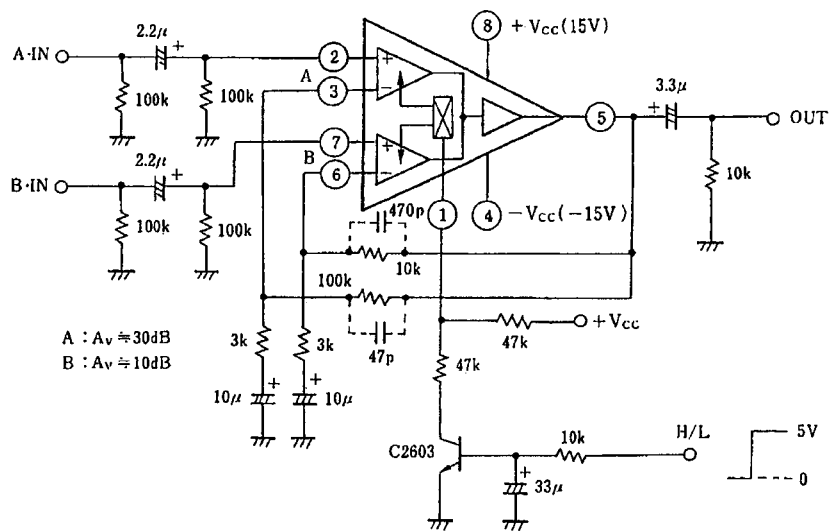 A·IN
2.2μ
+
100k
100k
2
3
A
+
−
8
+Vcc(15V)
5
3.3μ
+
OUT
10k
B·IN
2.2μ
+
100k
100k
7
6
B
+
−
1
4
−Vcc(−15V)
470p
10k
100k
47p
A : Av≒30dB
B : Av≒10dB
3k
3k
+
10μ
+
10μ
47k
+Vcc
47k
C2603
10k
H/L
5V
0
+
33μ